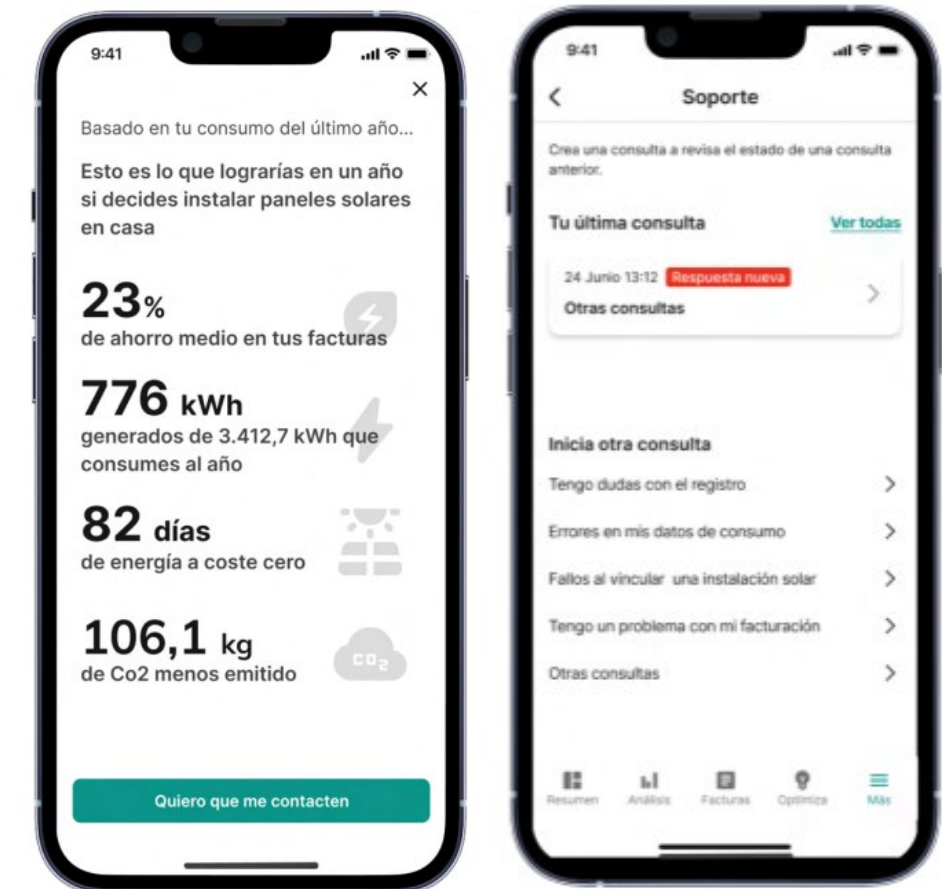 9:41
Basado en tu consumo del último año...
Esto es lo que lograrías en un año
si decides instalar paneles solares
en casa
23%
de ahorro medio en tus facturas
776 kWh
generados de 3.412,7 kWh que
consumes al año
82 días
de energía a coste cero
106,1 kg
de Co2 menos emitido
CO2
Quiero que me contacten
9:41
Soporte
Crea una consulta a revisa el estado de una consulta
anterior.
Tu última consulta Ver todas
24 Junio 13:12 Respuesta nueva
Otras consultas
Inicia otra consulta
Tengo dudas con el registro
Errores en mis datos de consumo
Fallos al vincular una instalación solar
Tengo un problema con mi facturación
Otras consultas
Resumen Análisis Facturas Optimiza Más